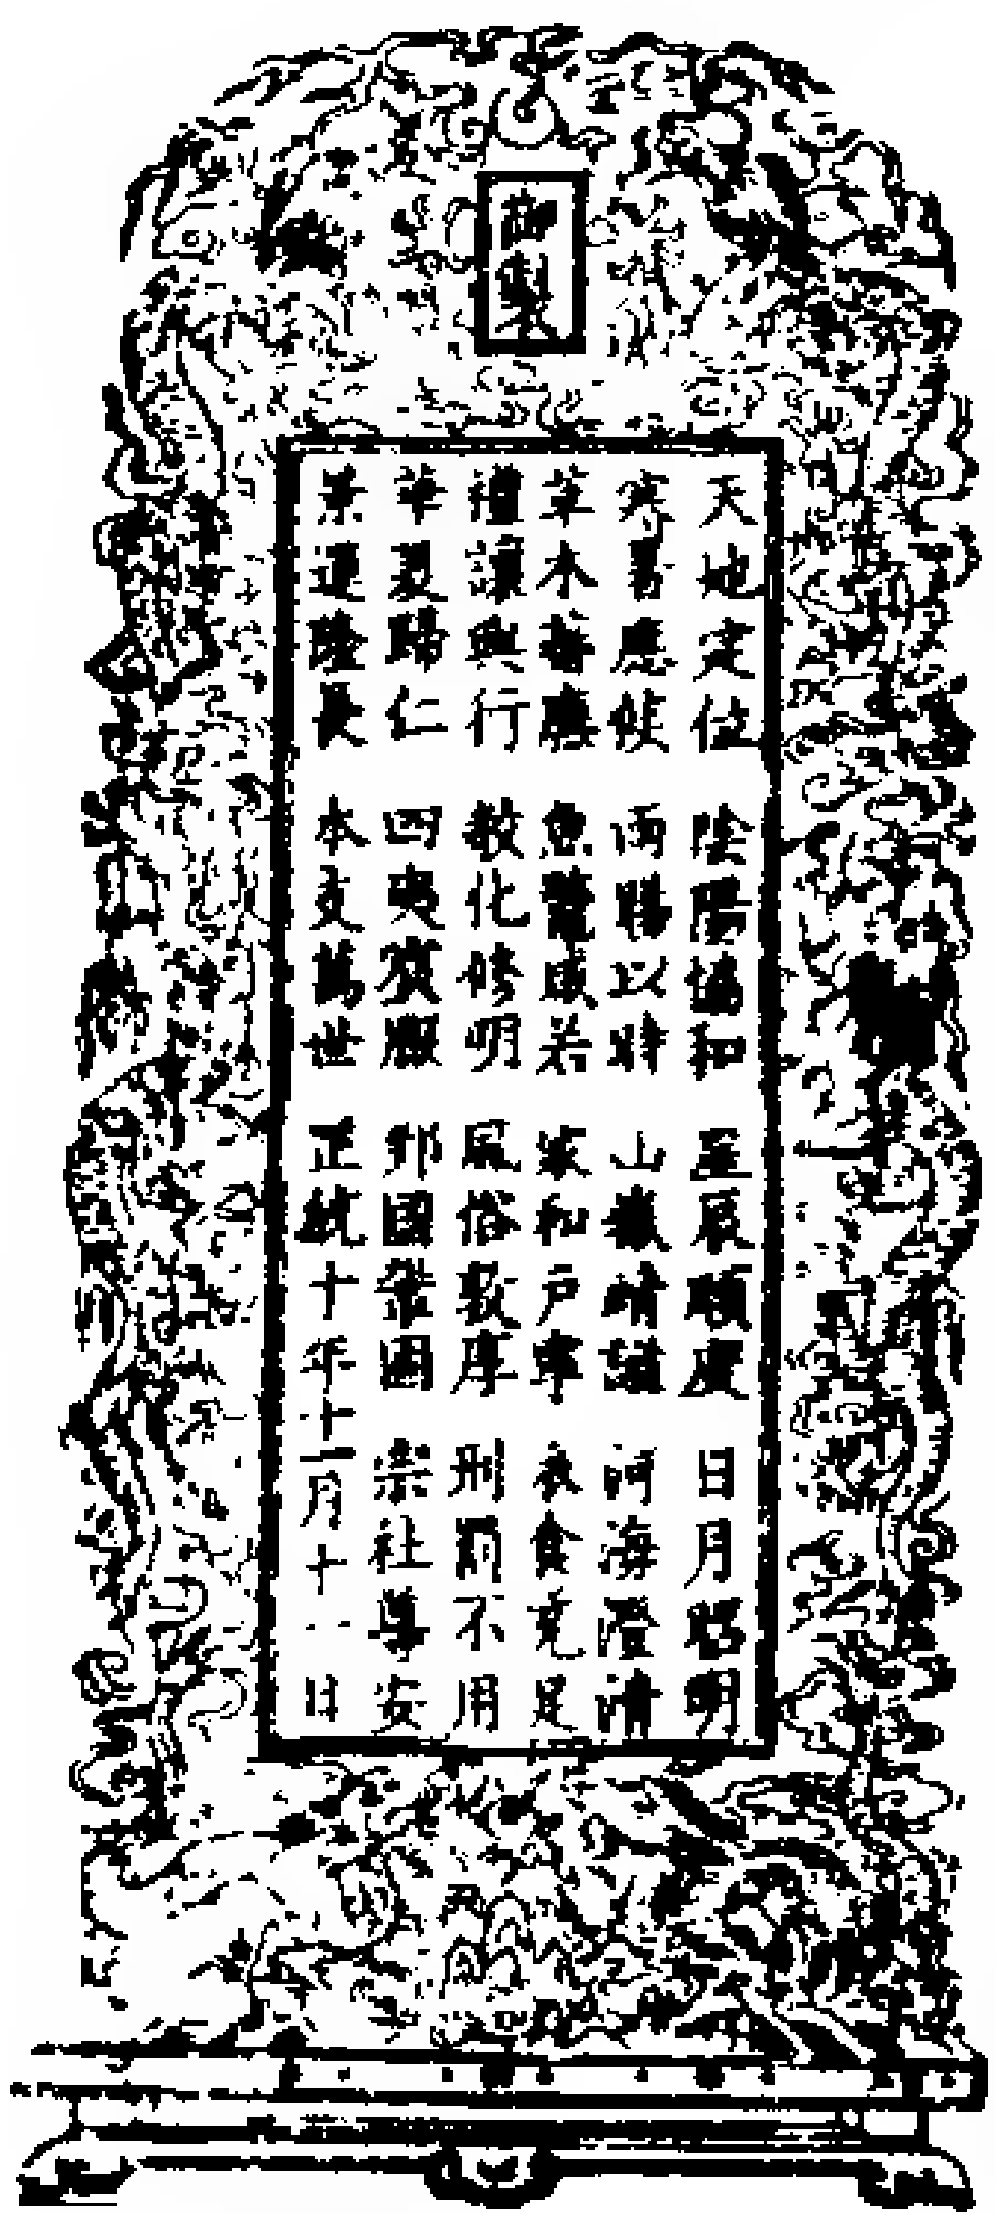 御製
天地定位 陰陽協和 星辰順度 日月昭明
寒暑應候 雨暘以時 山嶽靖謐 河海澄清
草木蕃廡 魚鼈咸若 家和戶寧 衣食充足
禮讓興行 教化修明 風俗敦厚 刑罰不用
華夏歸仁 四夷賓服 邦國鞏固 宗社尊安
景運隆長 本支萬世 正統十年十一月十一日